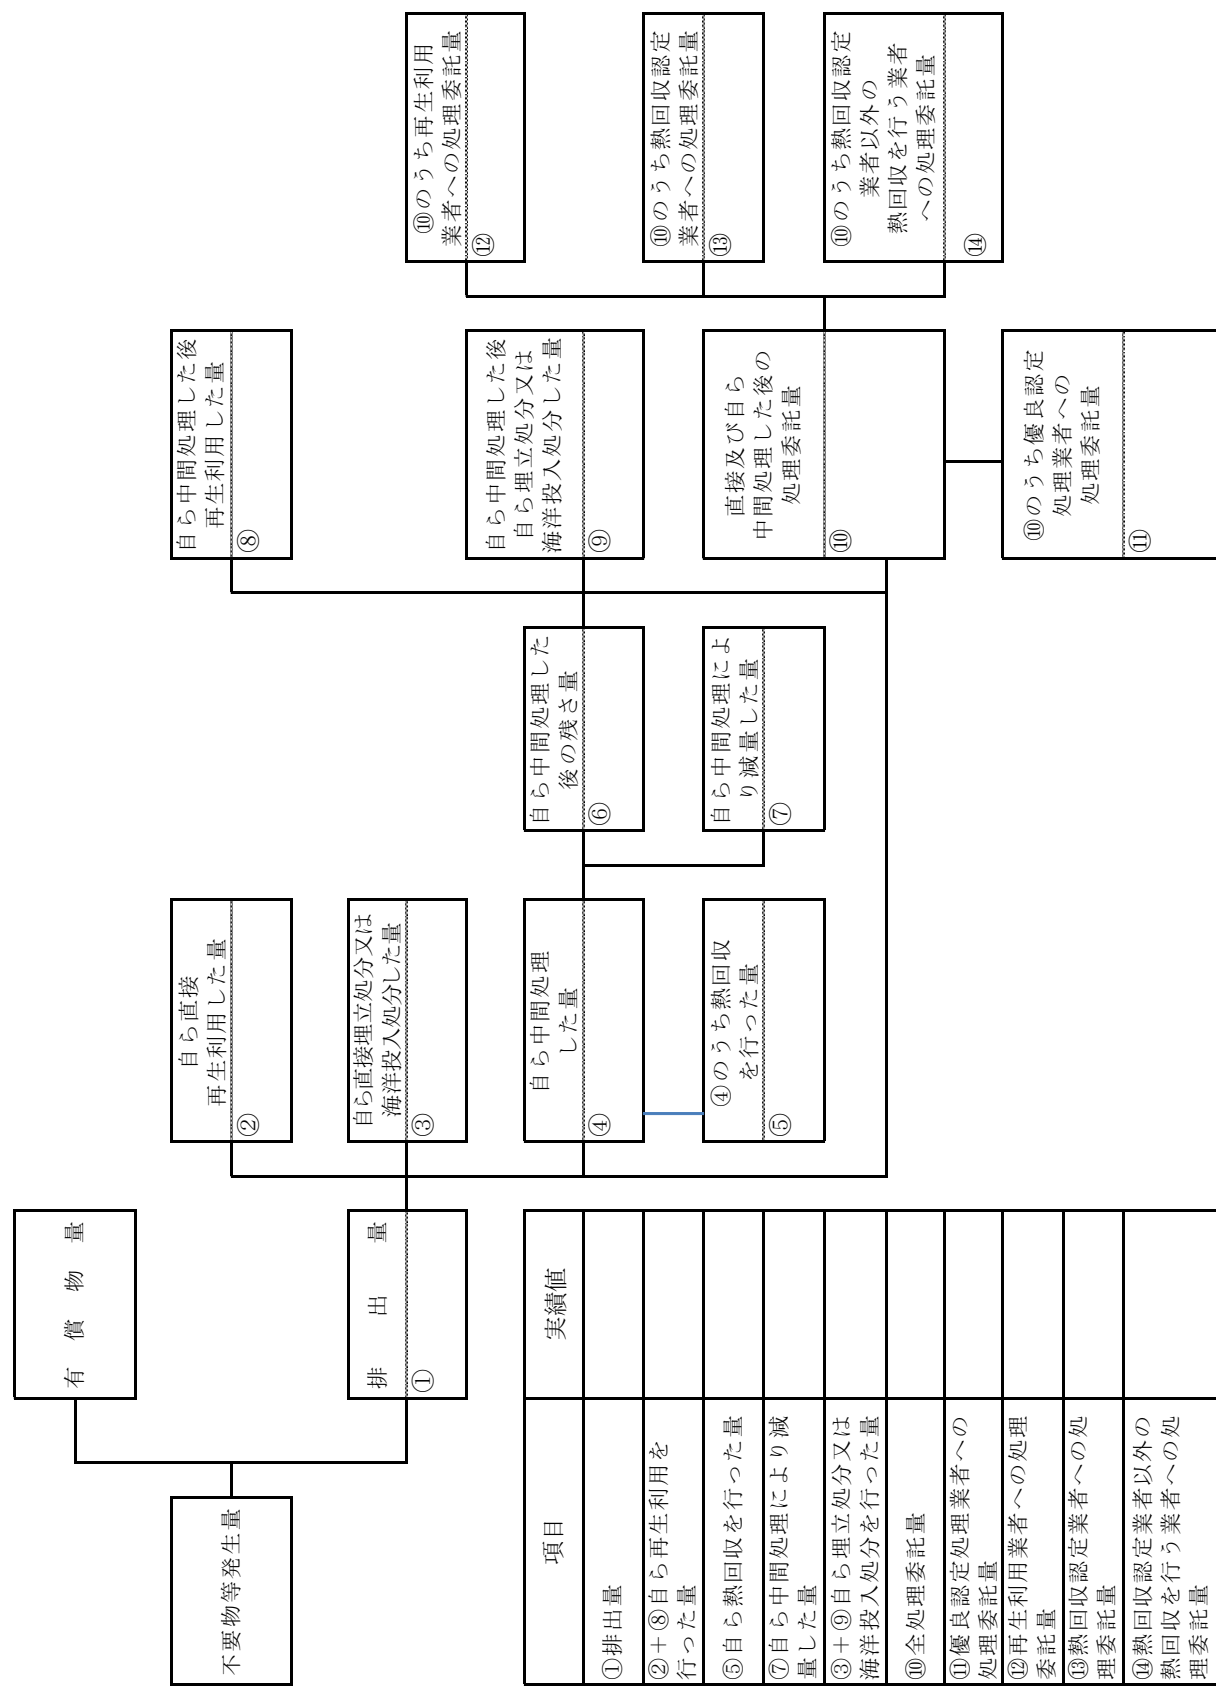 不要物等発生量
有償物量
排出量
①
自ら直接
再生利用した量
②
自ら直接埋立処分又は
海洋投入処分した量
③
自ら中間処理
した量
④
④のうち熱回収
を行った量
⑤
自ら中間処理した
後の残さ量
⑥
自ら中間処理によ
り減量した量
⑦
自ら中間処理した後
再生利用した量
⑧
自ら中間処理した後
自ら埋立処分又は
海洋投入処分した量
⑨
直接及び自ら
中間処理した後の
処理委託量
⑩
⑩のうち優良認定
処理業者への
処理委託量
⑪
⑩のうち再生利用
業者への処理委託量
⑫
⑩のうち熱回収認定
業者への処理委託量
⑬
⑩のうち熱回収認定
業者以外の
熱回収を行う業者
への処理委託量
⑭
項目
実績値
①排出量
②＋⑧自ら再生利用を
行った量
⑤自ら熱回収を行った量
⑦自ら中間処理により減
量した量
③＋⑨自ら埋立処分又は
海洋投入処分を行った量
⑩全処理委託量
⑪優良認定処理業者への
処理委託量
⑫再生利用業者への処理
委託量
⑬熱回収認定業者への処
理委託量
⑭熱回収認定業者以外の
熱回収を行う業者への処
理委託量